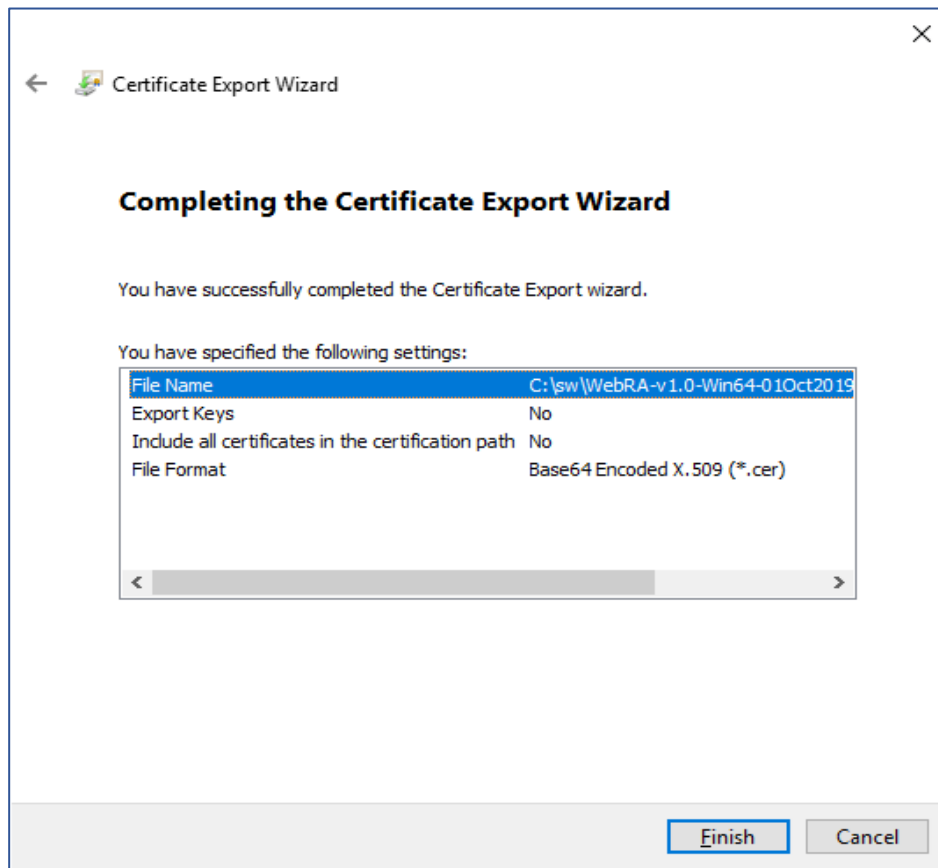 Certificate Export Wizard
Completing the Certificate Export Wizard
You have successfully completed the Certificate Export wizard.
You have specified the following settings:
File Name C:\sw\WebRA-v1.0-Win64-01Oct2019
Export Keys No
Include all certificates in the certification path No
File Format Base64 Encoded X.509 (*.cer)
Finish Cancel